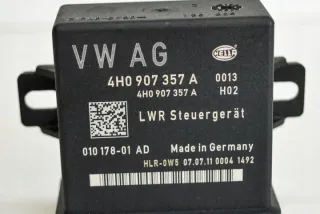 VW AG
HELLA
4H0 907 357 A 0013
4H0 907 357 A H02
LWR Steuergerät
010 178-01 AD Made in Germany
HLR-0W5 07.07.11 0004 1492